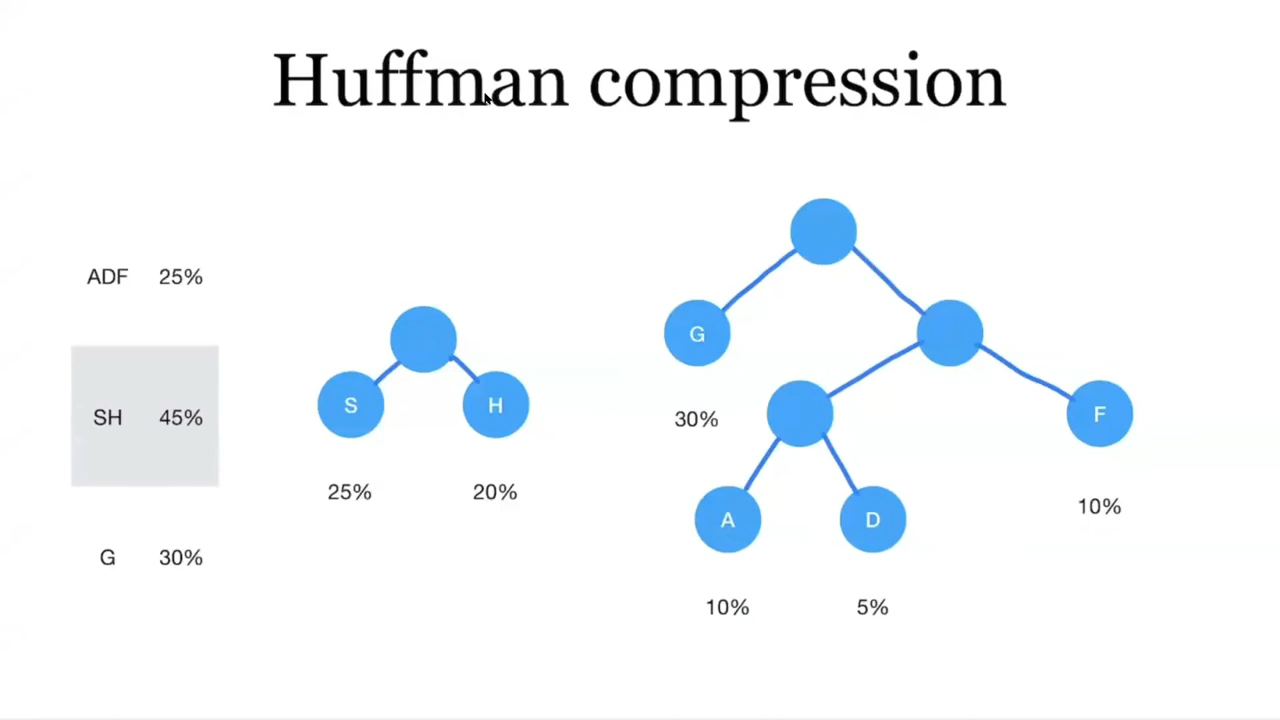 Huffman compression
ADF 25%
SH 45%
G 30%
S
H
25%
20%
G
30%
F
10%
A
D
10%
5%